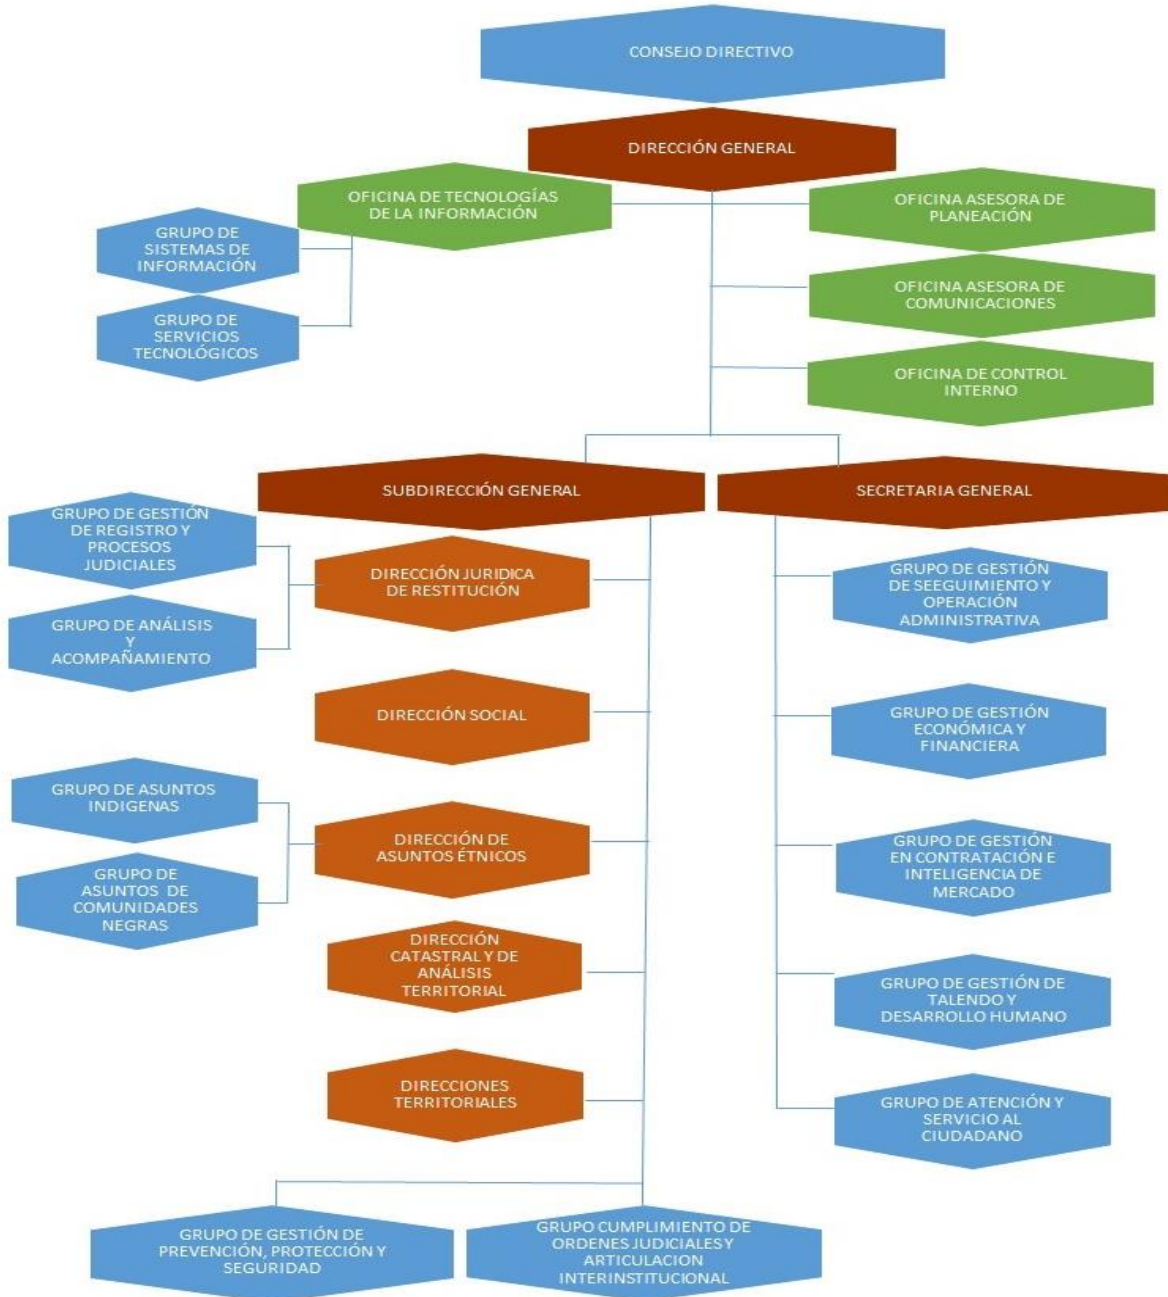 CONSEJO DIRECTIVO
DIRECCIÓN GENERAL
OFICINA DE TECNOLOGÍAS
DE LA INFORMACIÓN
GRUPO DE
SISTEMAS DE
INFORMACIÓN
GRUPO DE
SERVICIOS
TECNOLÓGICOS
OFICINA ASESORA DE
PLANEACIÓN
OFICINA ASESORA DE
COMUNICACIONES
OFICINA DE CONTROL
INTERNO
SUBDIRECCIÓN GENERAL
SECRETARIA GENERAL
GRUPO DE GESTIÓN
DE REGISTRO Y
PROCESOS
JUDICIALES
GRUPO DE ANÁLISIS
Y
ACOMPAÑAMIENTO
DIRECCIÓN JURIDICA
DE RESTITUCIÓN
DIRECCIÓN SOCIAL
GRUPO DE ASUNTOS
INDIGENAS
GRUPO DE
ASUNTOS DE
COMUNIDADES
NEGRAS
DIRECCIÓN DE
ASUNTOS ÉTNICOS
DIRECCIÓN
CATASTRAL Y DE
ANÁLISIS
TERRITORIAL
DIRECCIONES
TERRITORIALES
GRUPO DE GESTIÓN
DE SEEGUIMIENTO Y
OPERACIÓN
ADMINISTRATIVA
GRUPO DE GESTIÓN
ECONÓMICA Y
FINANCIERA
GRUPO DE GESTIÓN
EN CONTRATACIÓN E
INTELIGENCIA DE
MERCADO
GRUPO DE GESTIÓN DE
TALENDO Y
DESARROLLO HUMANO
GRUPO DE ATENCIÓN Y
SERVICIO AL
CIUDADANO
GRUPO DE GESTIÓN DE
PREVENCIÓN, PROTECCIÓN Y
SEGURIDAD
GRUPO CUMPLIMIENTO DE
ORDENES JUDICIALES Y
ARTICULACION
INTERINSTITUCIONAL